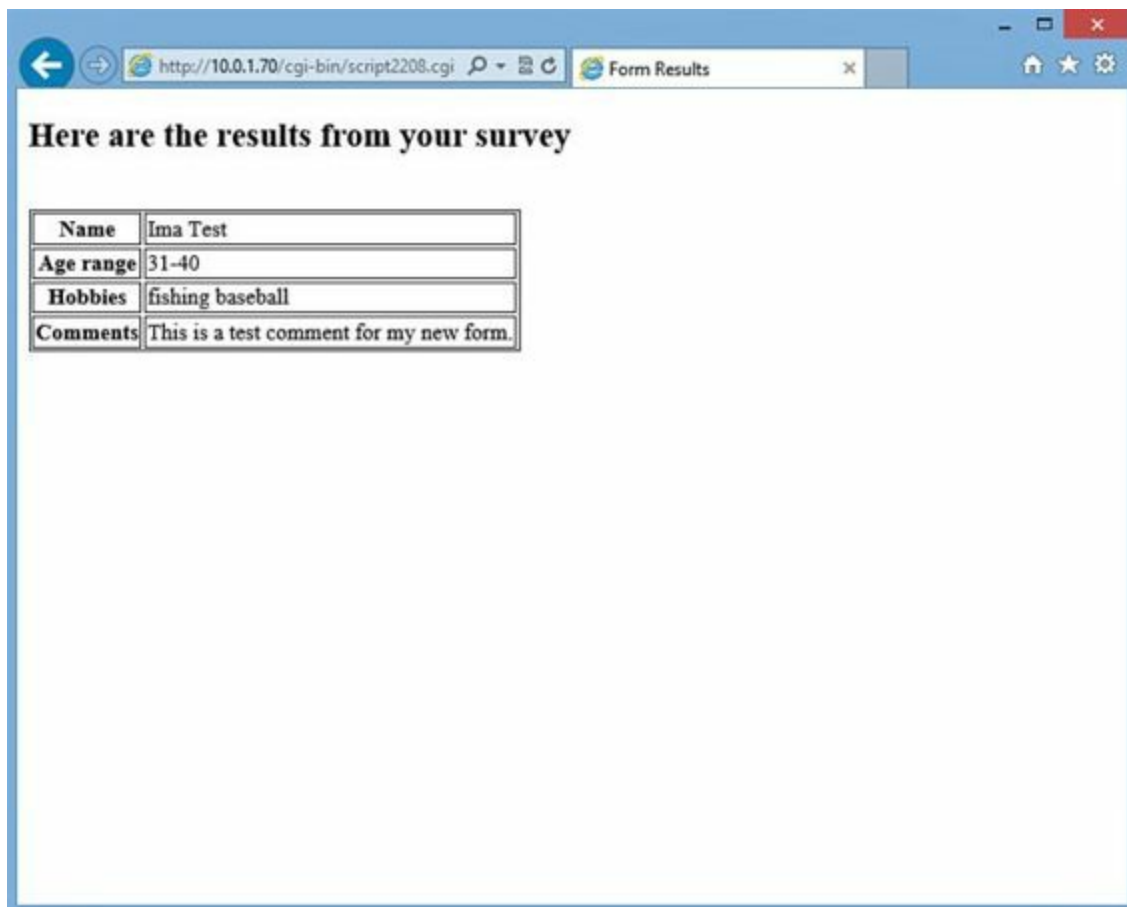 http://10.0.1.70/cgi-bin/script2208.cgi
Form Results
Here are the results from your survey
Name Ima Test
Age range 31-40
Hobbies fishing baseball
Comments This is a test comment for my new form.